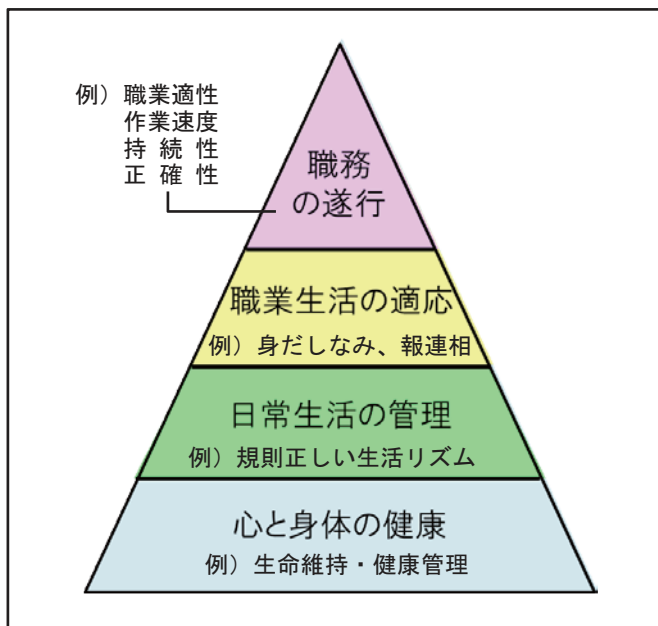 例）職業適性
作業速度
持続性
正確性
職務
の遂行
職業生活の適応
例）身だしなみ、報連相
日常生活の管理
例）規則正しい生活リズム
心と身体の健康
例）生命維持・健康管理